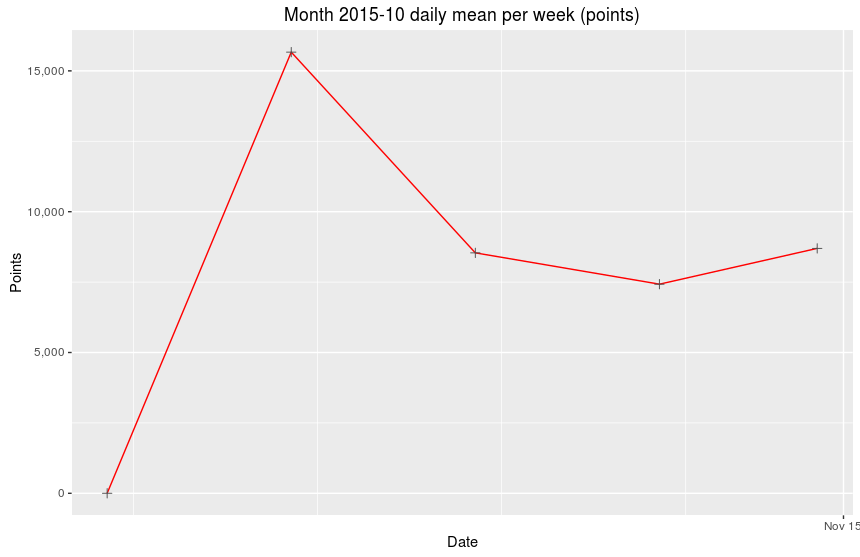 Month 2015-10 daily mean per week (points)
15,000
10,000
5,000
0
Points
Nov 15
Date